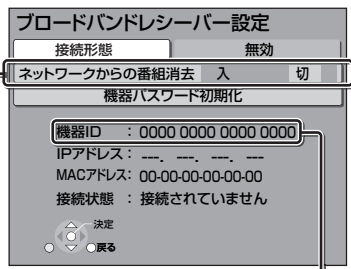 ブロードバンドレシーバー設定
接続形態 無効
ネットワークからの番組消去 入 切
機器パスワード初期化
機器ID : 0000 0000 0000 0000
IPアドレス : ---. ---. ---. ---
MACアドレス: 00-00-00-00-00-00
接続状態 : 接続されていません
決定
戻る